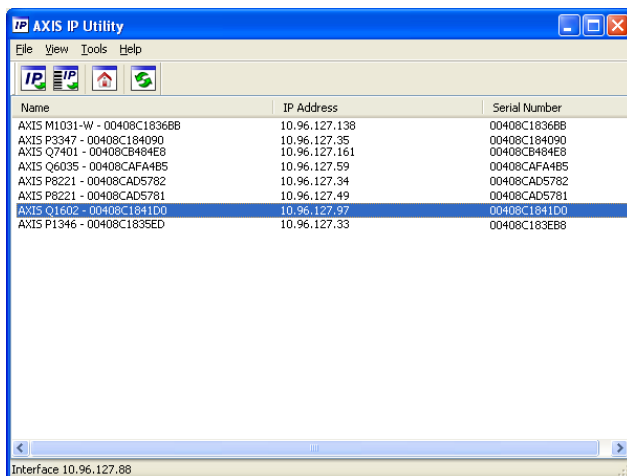 IP AXIS IP Utility
File View Tools Help
IP IP
Name IP Address Serial Number
AXIS M1031-W - 00408C1836BB 10.96.127.138 00408C1836BB
AXIS P3347 - 00408C184090 10.96.127.35 00408C184090
AXIS Q7401 - 00408CB484E8 10.96.127.161 00408CB484E8
AXIS Q6035 - 00408CAFA4B5 10.96.127.59 00408CAFA4B5
AXIS P8221 - 00408CAD5782 10.96.127.34 00408CAD5782
AXIS P8221 - 00408CAD5781 10.96.127.49 00408CAD5781
AXIS Q1602 - 00408C1841D0 10.96.127.97 00408C1841D0
AXIS P1346 - 00408C1835ED 10.96.127.33 00408C183EB8
Interface 10.96.127.88